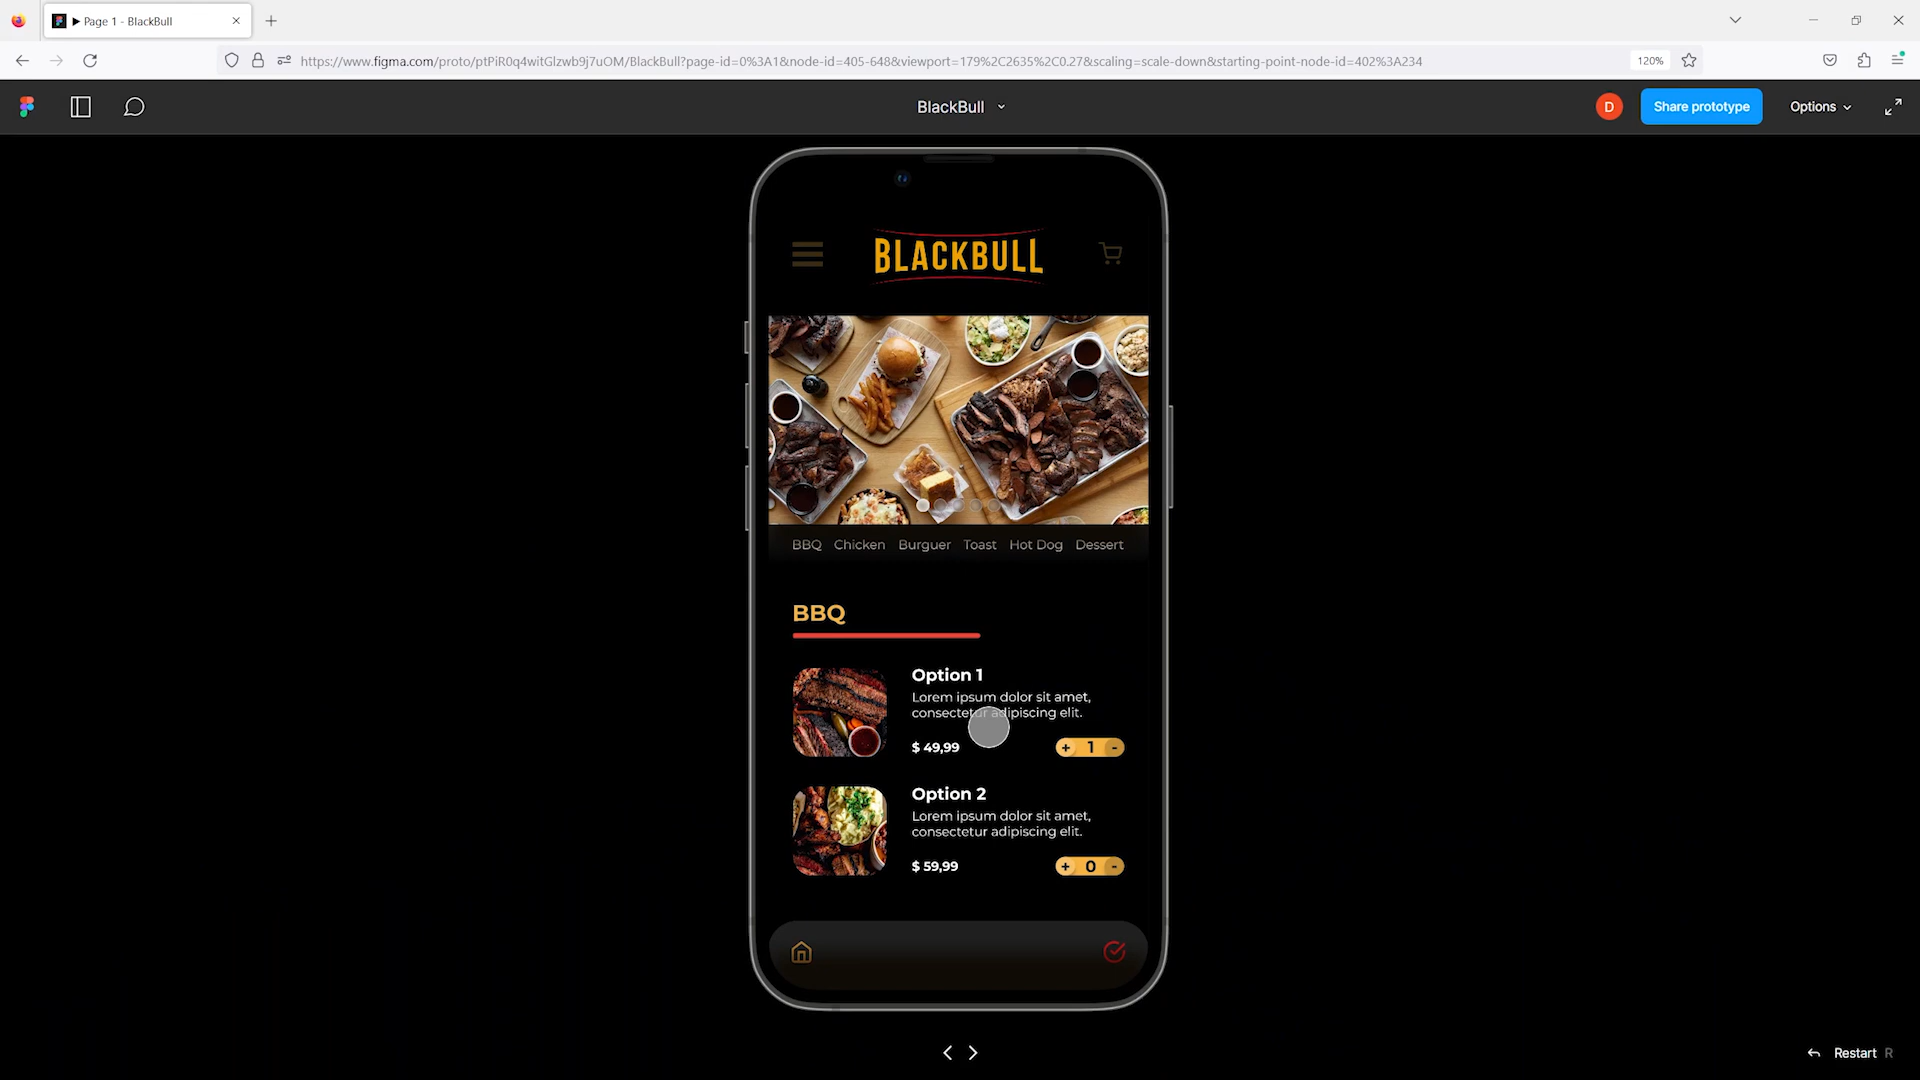 Page 1 - BlackBull
https://www.figma.com/proto/ptPiR0q4witGlzwb9j7uOM/BlackBull?page-id=0%3A1&node-id=405-648&viewport=179%2C2635%2C0.27&scaling=scale-down&starting-point-node-id=402%3A234
120%
BlackBull
D
Share prototype
Options
BLACKBULL
BBQ Chicken Burguer Toast Hot Dog Dessert
BBQ
Option 1
Lorem ipsum dolor sit amet,
consectetur adipiscing elit.
$ 49,99
+ 1 -
Option 2
Lorem ipsum dolor sit amet,
consectetur adipiscing elit.
$ 59,99
+ 0 -
Restart R